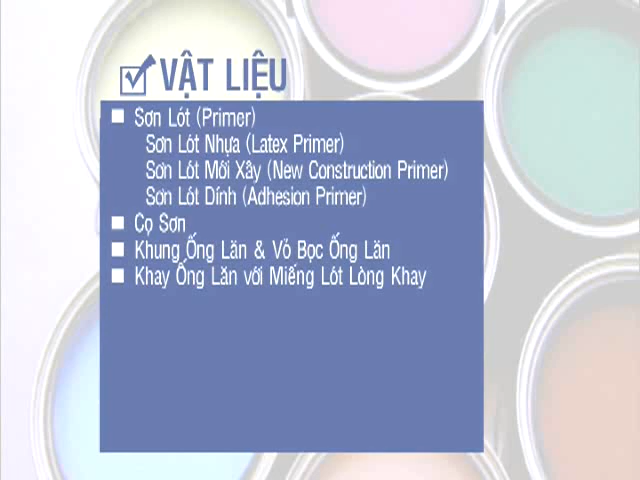 VẬT LIỆU
Sơn Lót (Primer)
Sơn Lót Nhựa (Latex Primer)
Sơn Lót Mới Xây (New Construction Primer)
Sơn Lót Dính (Adhesion Primer)
Cọ Sơn
Khung Ống Lăn & Vỏ Bọc Ống Lăn
Khay Ống Lăn với Miếng Lót Lòng Khay